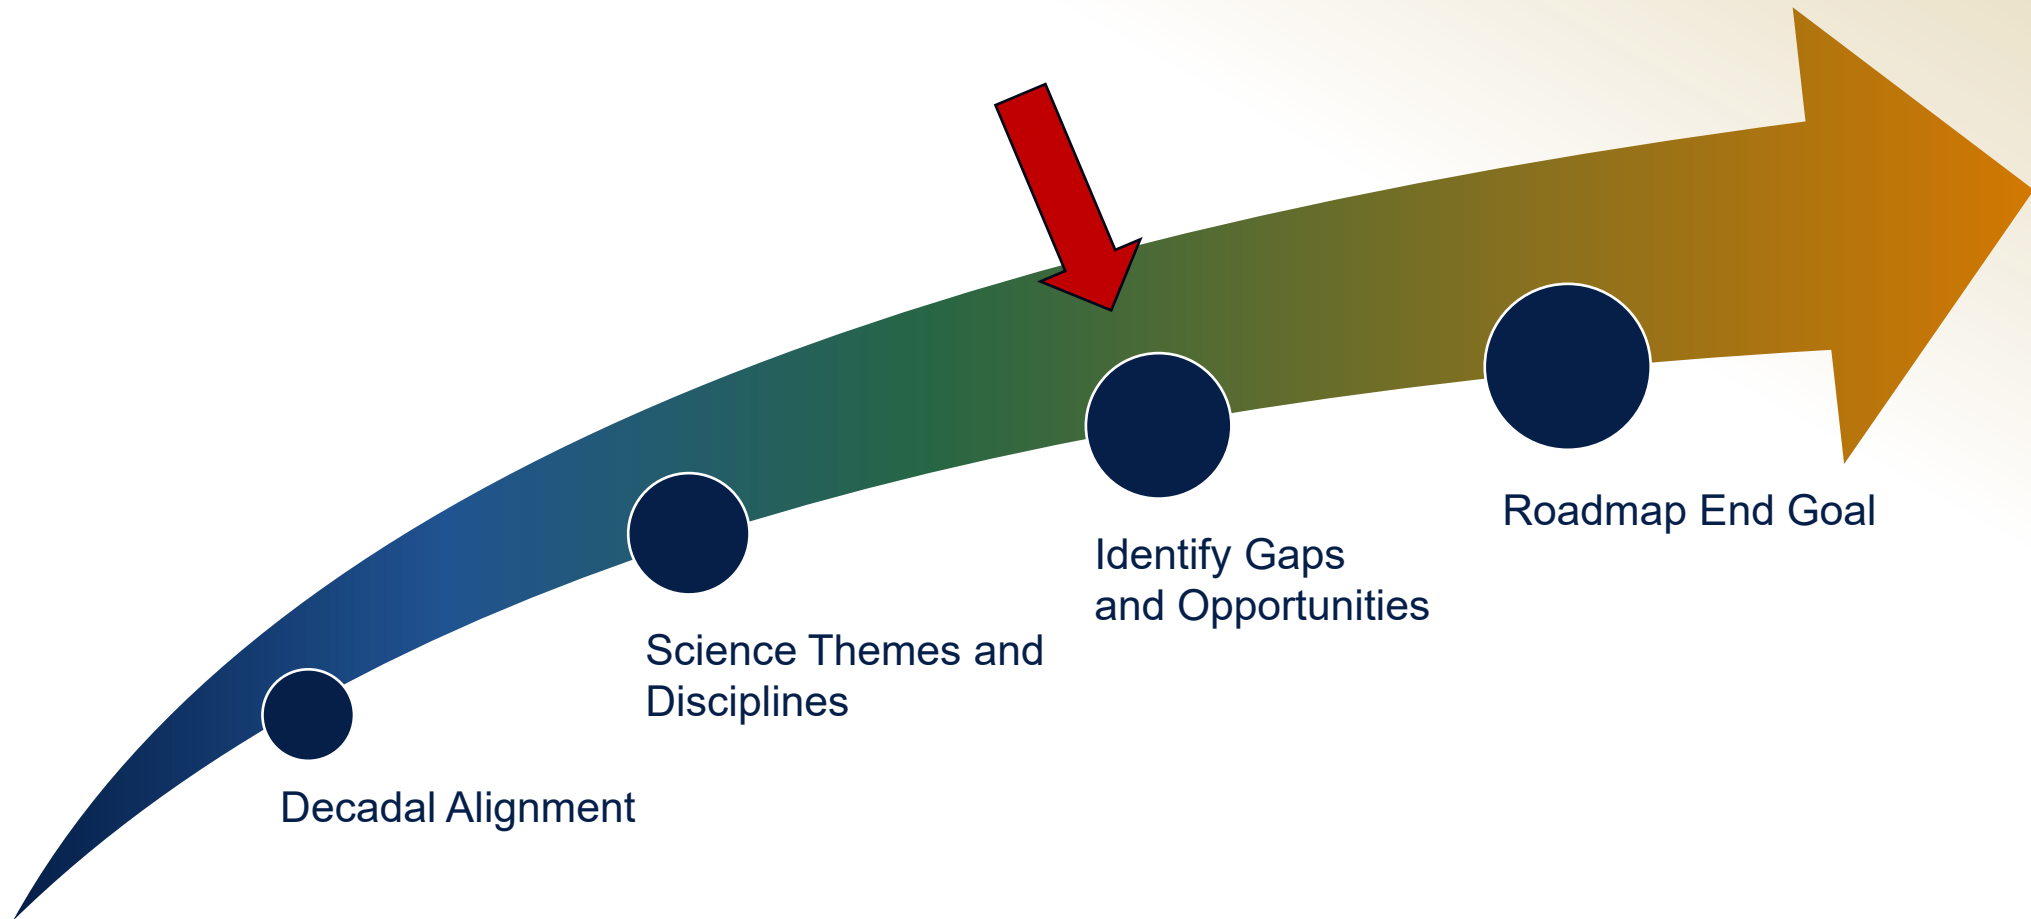 Decadal Alignment
Science Themes and
Disciplines
Identify Gaps
and Opportunities
Roadmap End Goal